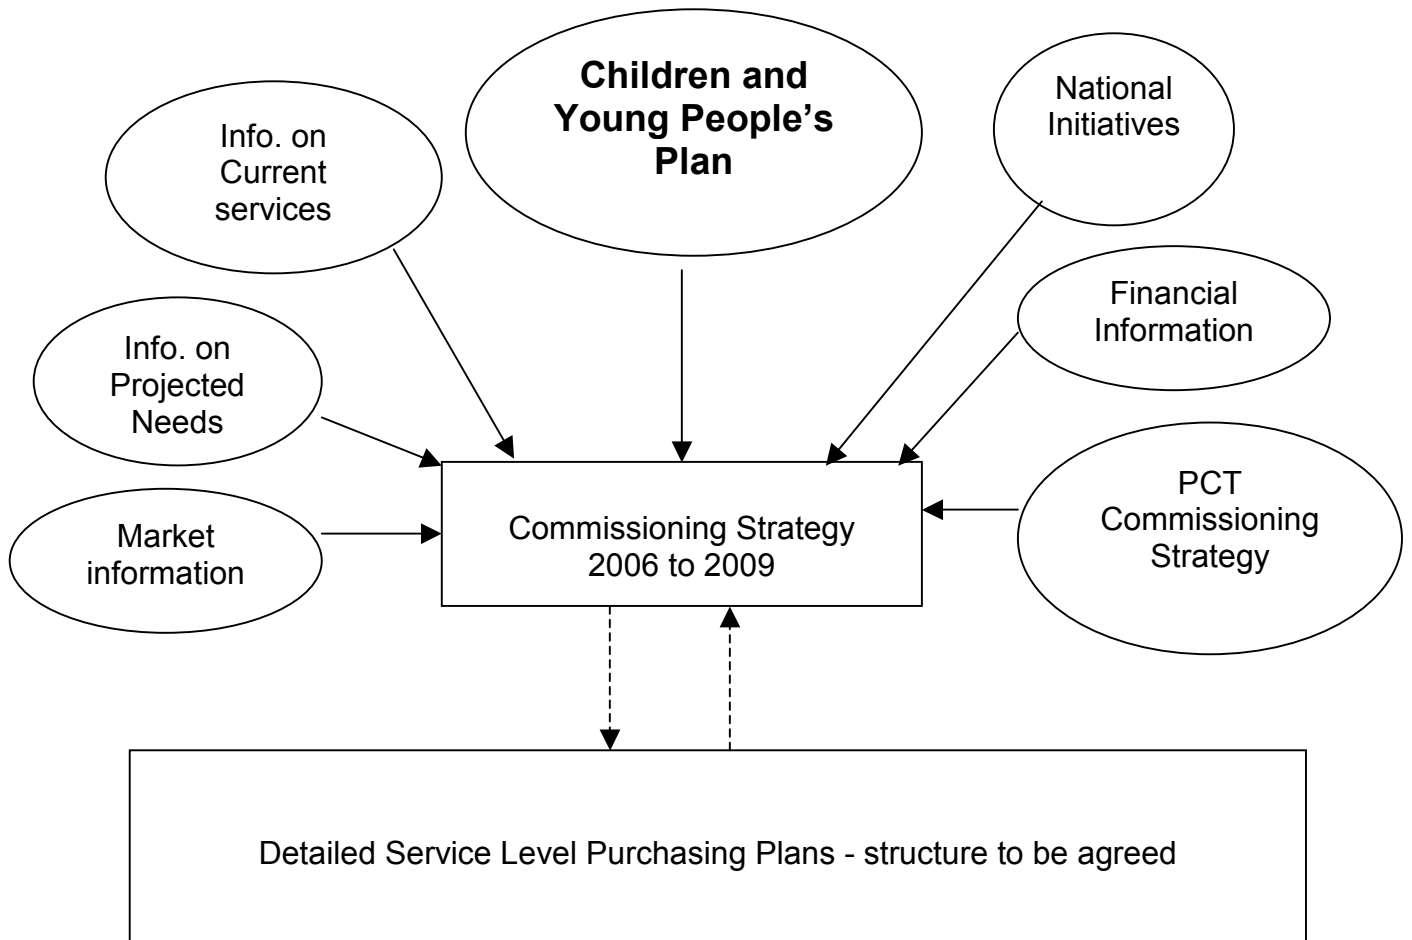 Children and
Young People’s
Plan
National
Initiatives
Info. on
Current
services
Financial
Information
Info. on
Projected
Needs
PCT
Commissioning
Strategy
Market
information
Commissioning Strategy
2006 to 2009
Detailed Service Level Purchasing Plans - structure to be agreed